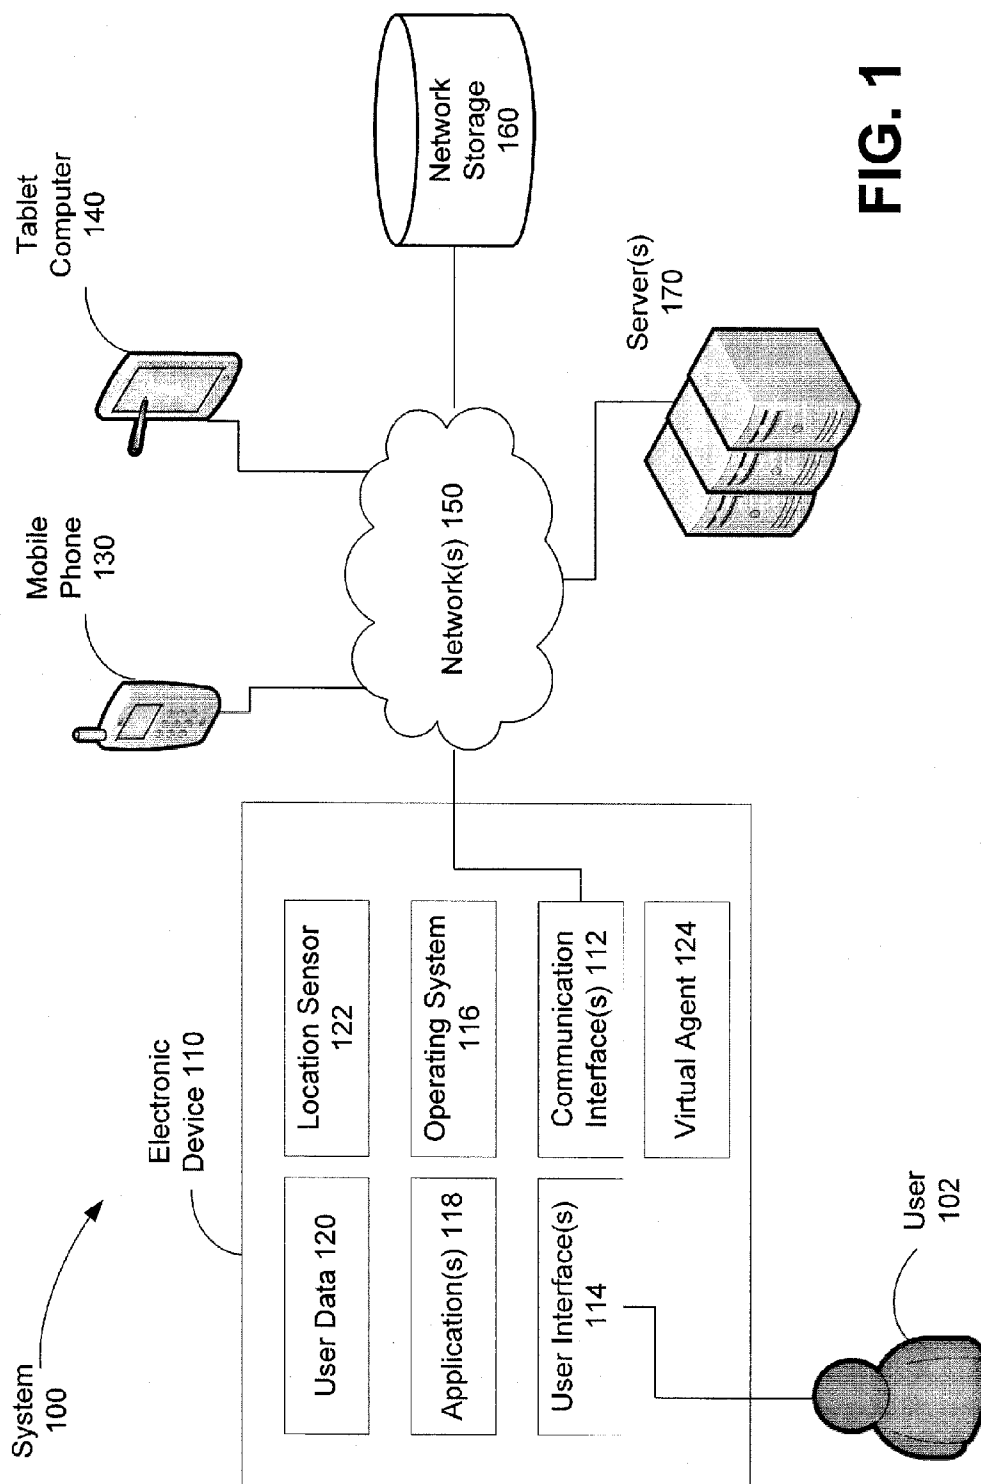 System
100
Electronic
Device 110
User Data 120
Location Sensor
122
Application(s) 118
Operating System
116
User Interface(s)
114
Communication
Interface(s) 112
Virtual Agent 124
User
102
Mobile
Phone
130
Tablet
Computer
140
Network(s) 150
Network
Storage
160
Server(s)
170
FIG. 1